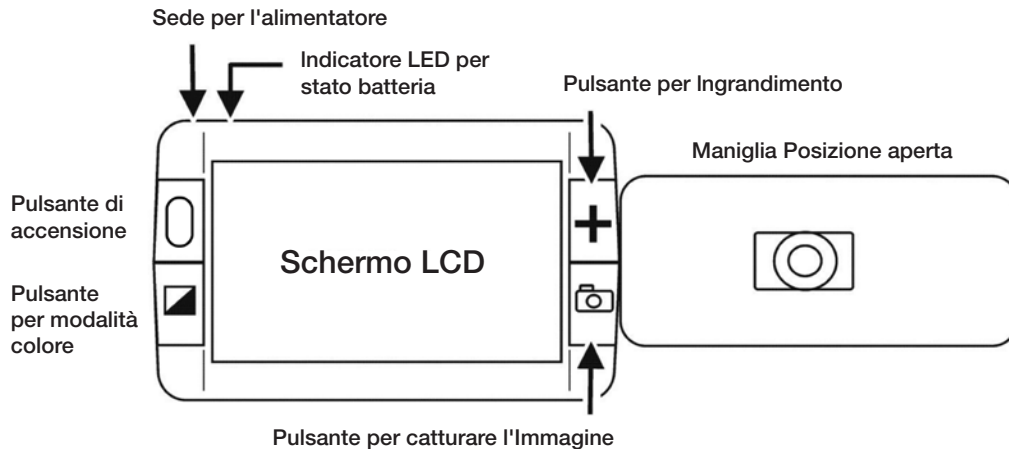 Sede per l'alimentatore
Indicatore LED per
stato batteria
Pulsante per Ingrandimento
Maniglia Posizione aperta
Pulsante di
accensione
Schermo LCD
Pulsante
per modalità
colore
Pulsante per catturare l'Immagine